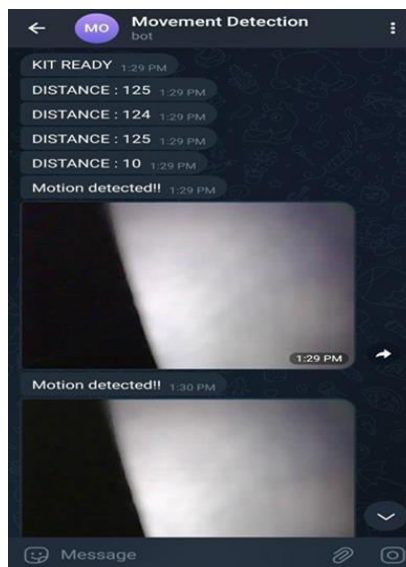 MO
Movement Detection
bot
KIT READY 1:29 PM
DISTANCE : 125 1:29 PM
DISTANCE : 124 1:29 PM
DISTANCE : 125 1:29 PM
DISTANCE : 10 1:29 PM
Motion detected!! 1:29 PM
1:29 PM
Motion detected!! 1:30 PM
Message